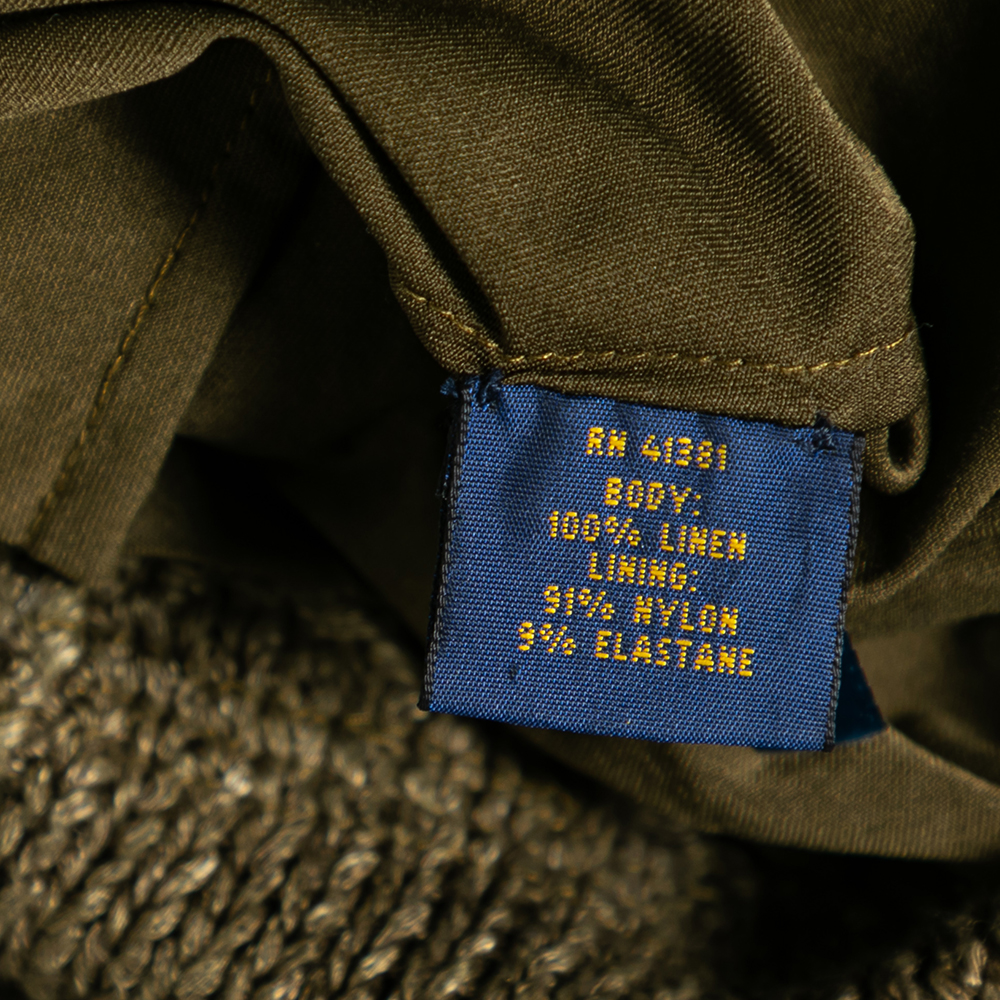 RN 41381
BODY:
100% LINEN
LINING:
91% NYLON
9% ELASTANE